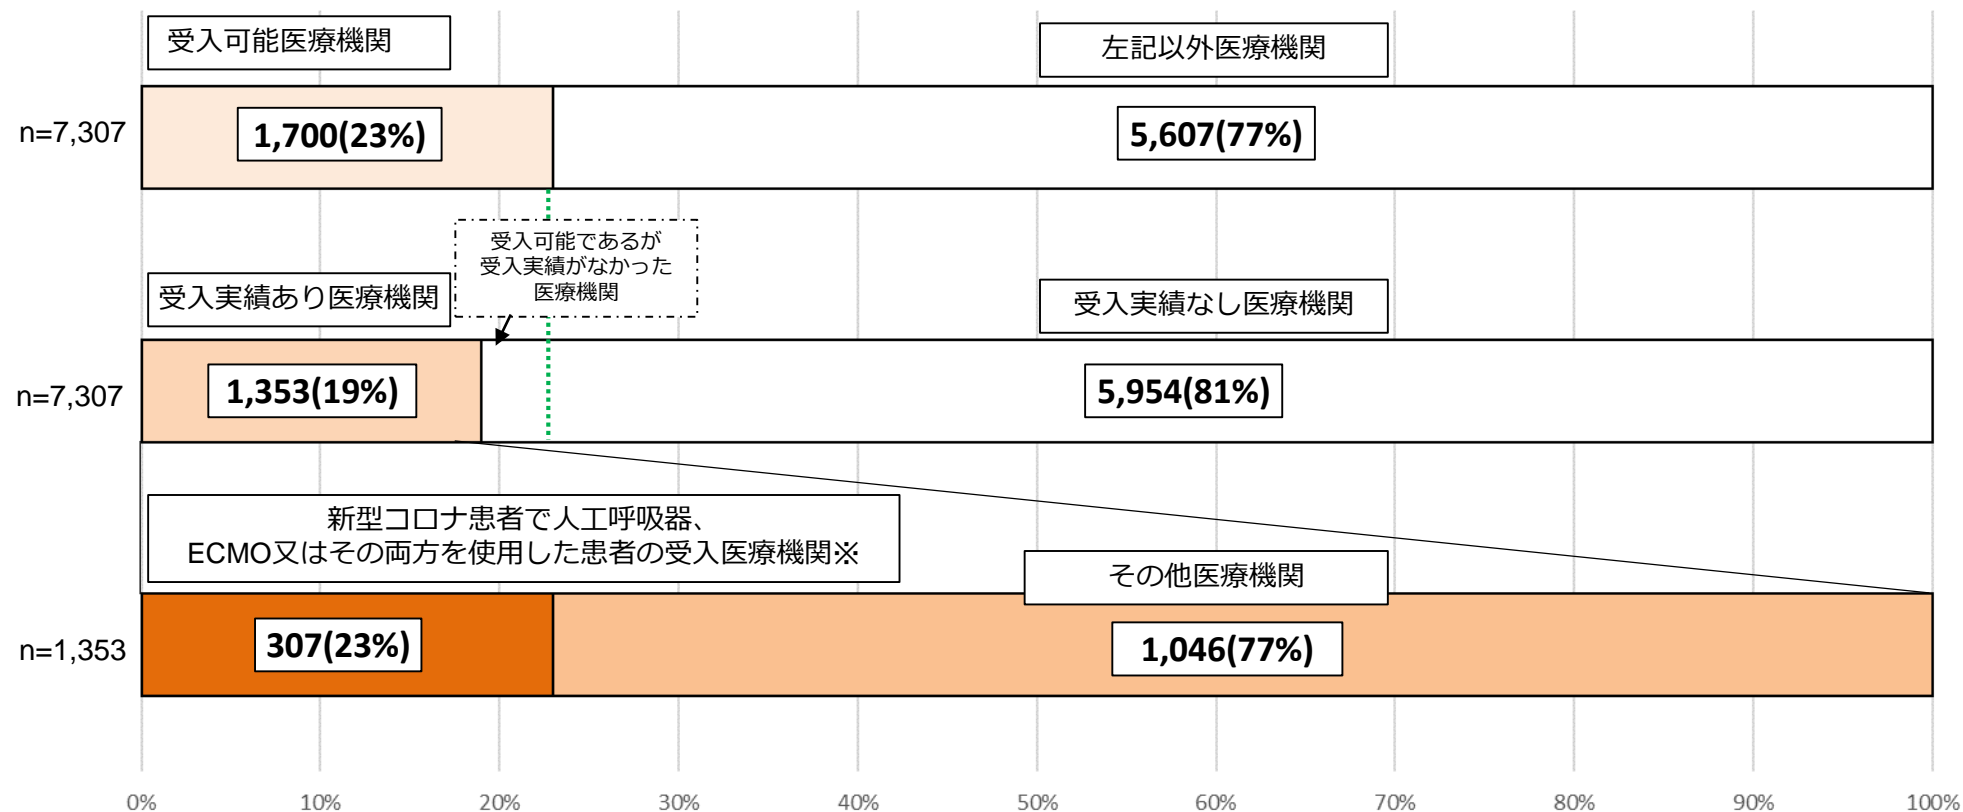 受入可能医療機関
左記以外医療機関
n=7,307
1,700(23%)
5,607(77%)
受入可能であるが
受入実績がなかった
医療機関
受入実績あり医療機関
受入実績なし医療機関
n=7,307
1,353(19%)
5,954(81%)
新型コロナ患者で人工呼吸器、
ECMO又はその両方を使用した患者の受入医療機関※
その他医療機関
n=1,353
307(23%)
1,046(77%)
0% 10% 20% 30% 40% 50% 60% 70% 80% 90% 100%